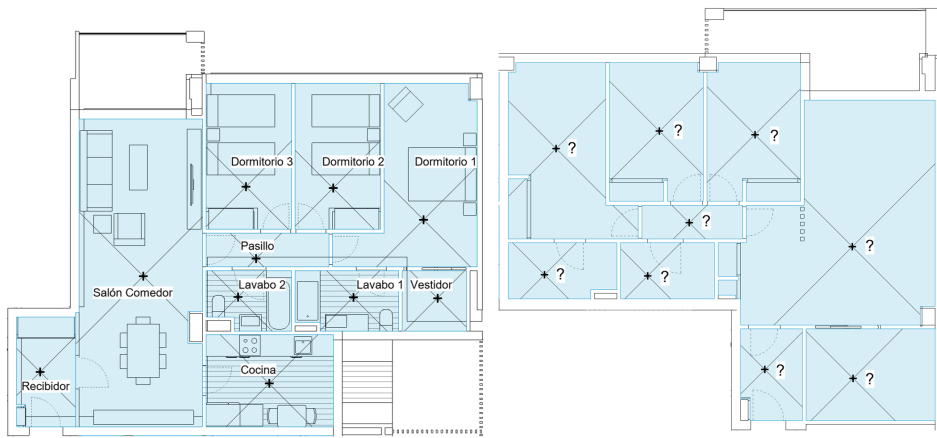 Dormitorio 3
Dormitorio 2
Dormitorio 1
Pasillo
Salón Comedor
Lavabo 2
Lavabo 1
Vestidor
Recibidor
Cocina
?
?
?
?
?
?
?
?
?